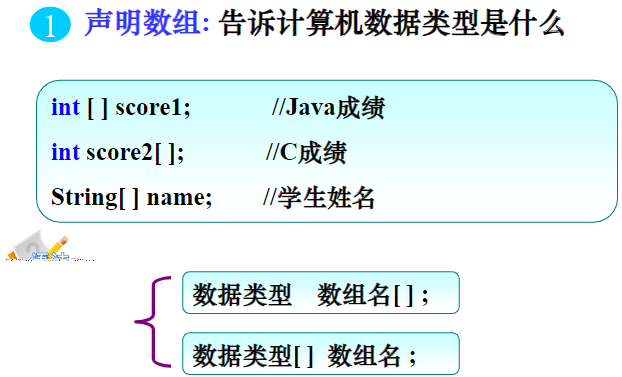 1 声明数组: 告诉计算机数据类型是什么
int [ ] score1; //Java成绩
int score2[ ]; //C成绩
String[ ] name; //学生姓名
数据类型 数组名[ ] ;
数据类型[ ] 数组名 ;